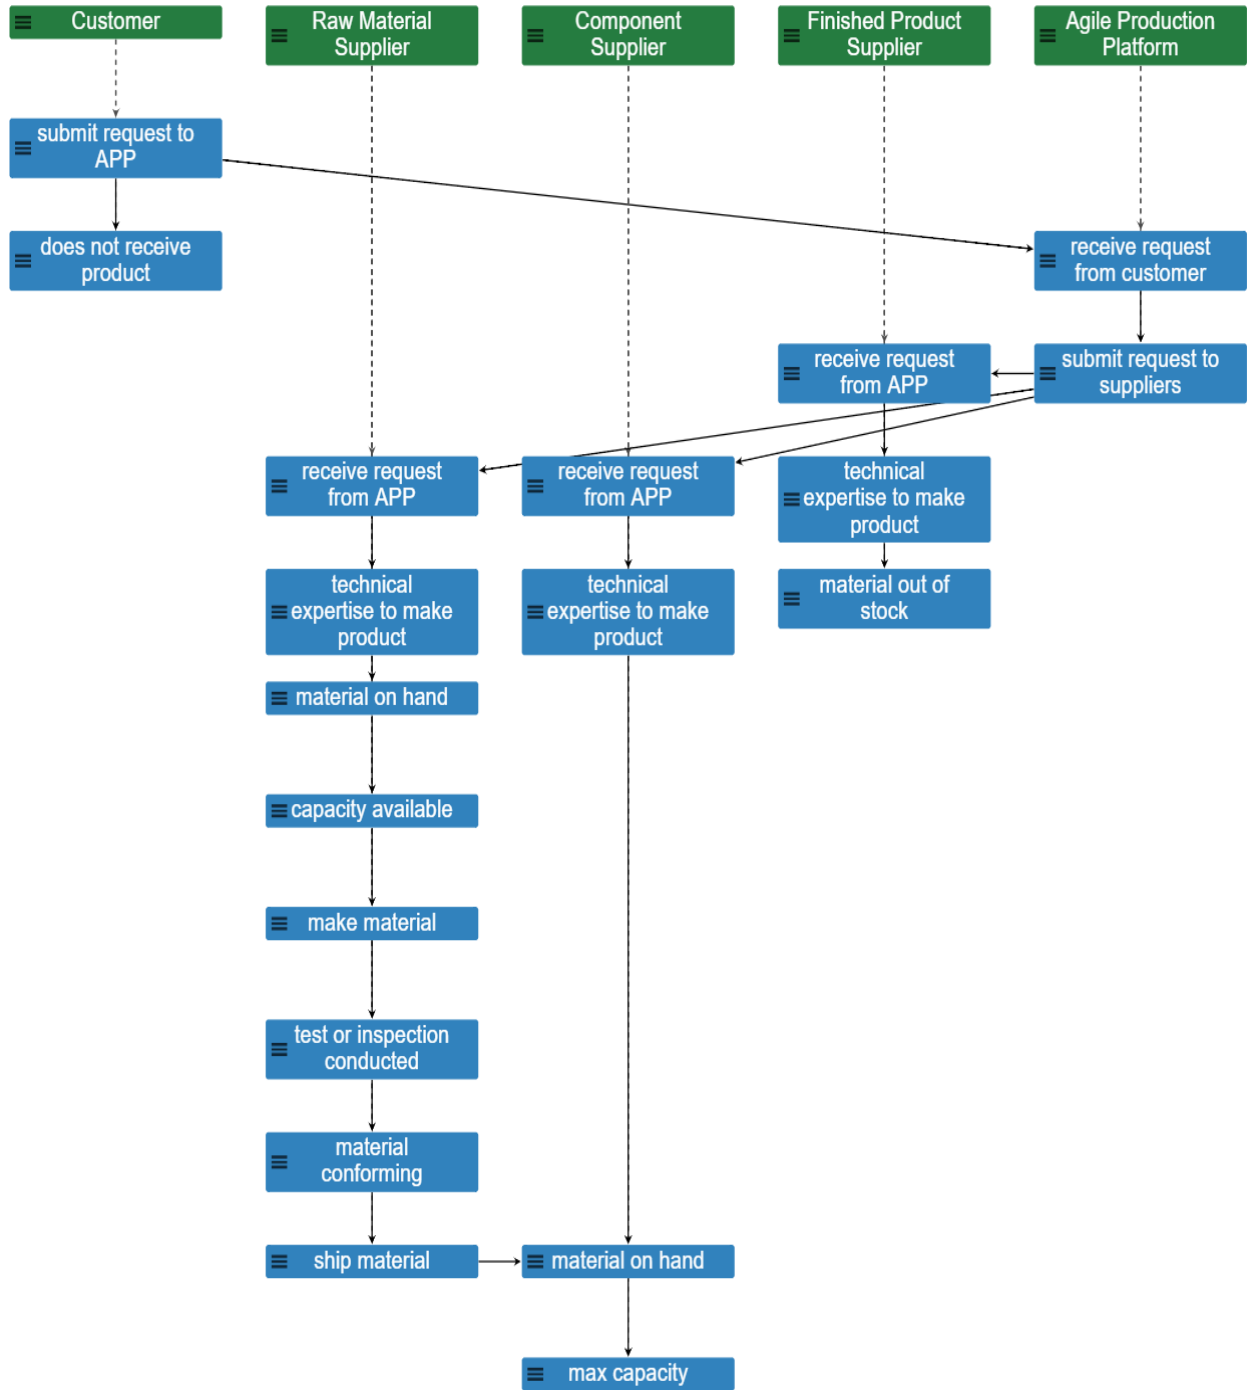 Customer
Raw Material
Supplier
Component
Supplier
Finished Product
Supplier
Agile Production
Platform
submit request to
APP
does not receive
product
receive request
from customer
receive request
from APP
submit request to
suppliers
receive request
from APP
receive request
from APP
technical
expertise to make
product
technical
expertise to make
product
technical
expertise to make
product
material out of
stock
material on hand
capacity available
make material
test or inspection
conducted
material
conforming
ship material
material on hand
max capacity